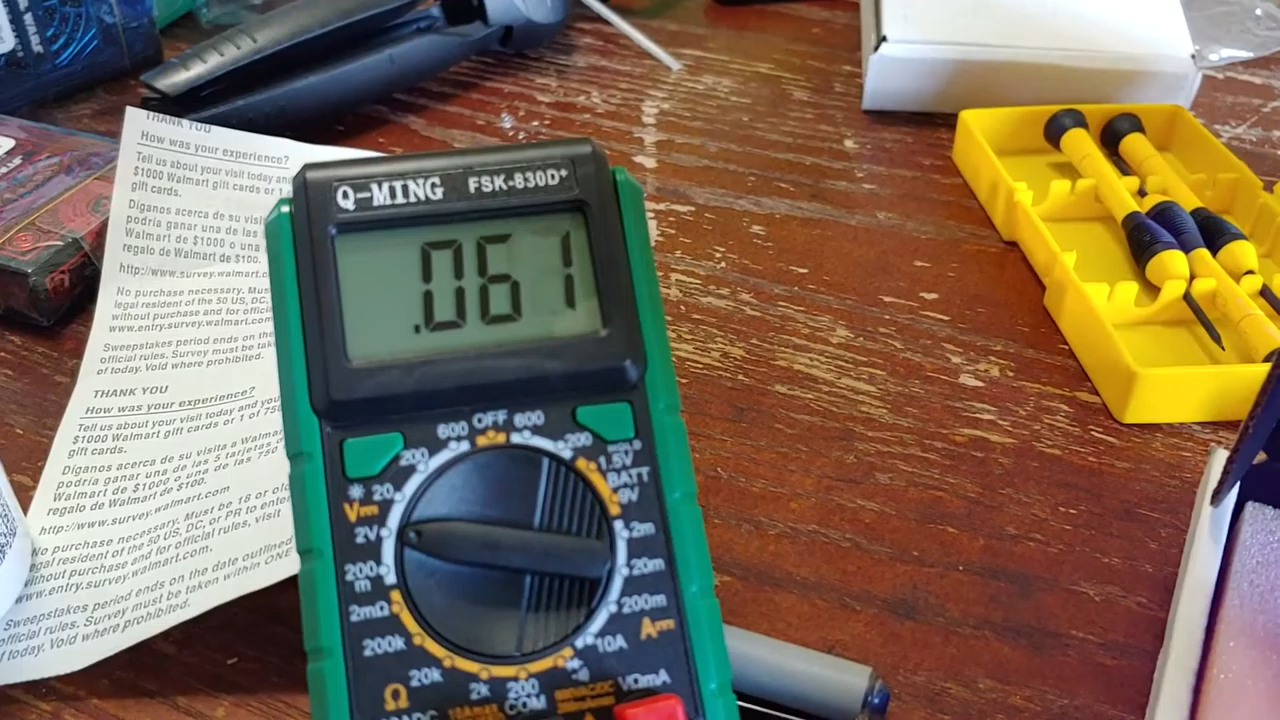 WARS
THANK YOU
How was your experience?
Tell us about your visit today and
$1000 Walmart gift cards or 1 o
gift cards.
Díganos acerca de su visi
podría ganar una de las
Walmart de $1000 o una
regalo de Walmart de $100.
http://www.survey.walmart.c
No purchase necessary. Must
legal resident of the 50 US, DC,
without purchase and for official
www.entry.survey.walmart.com
Sweepstakes period ends on the
official rules. Survey must be take
of today. Void where prohibited.
THANK YOU
How was your experience?
Tell us about your visit today and you
$1000 Walmart gift cards or 1 of 750
gift cards.
Díganos acerca de su visita a Walmar
podría ganar una de las 5 tarjetas d
Walmart de $1000 o una de las 750
regalo de Walmart de $100.
http://www.survey.walmart.com
No purchase necessary. Must be 18 or old
legal resident of the 50 US, DC, or PR to enter
without purchase and for official rules, visit
www.entry.survey.walmart.com.
Sweepstakes period ends on the date outlined
official rules. Survey must be taken within ONE
of today. Void where prohibited.
Q-MING FSK-830D+
.061
OFF
600 600
200 200
HOLD
1.5V
BATT
9V
20
V
2V
2m
200
m
20m
2mΩ
200m
A
200k
10A
20k
2k
200
Ω
COM
VΩmA